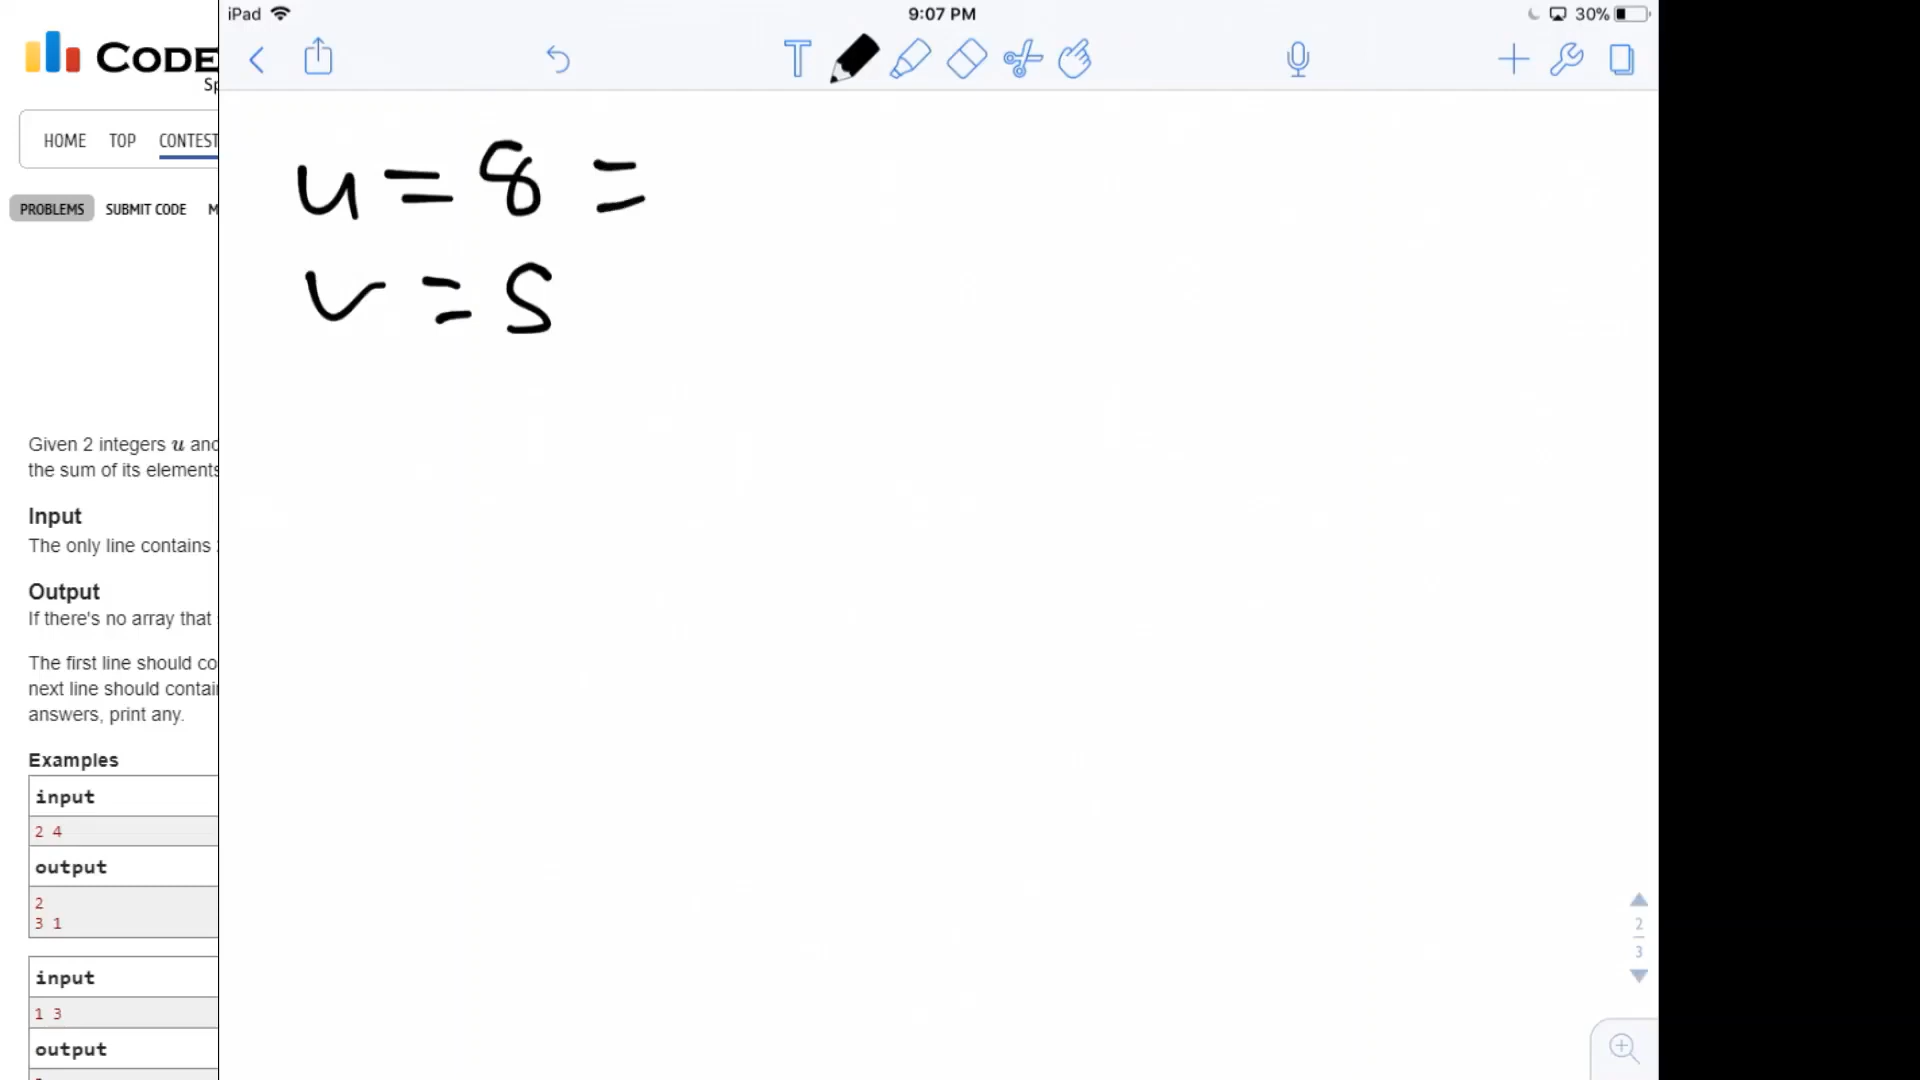 iPad 9:07 PM 30%
CODE
Sp
T
HOME TOP CONTEST
PROBLEMS SUBMIT CODE M
u = 8 =
v = 5
Given 2 integers u and
the sum of its elements
Input
The only line contains
Output
If there's no array that
The first line should co
next line should contai
answers, print any.
Examples
input
2 4
output
2
3 1
input
1 3
output
2
3